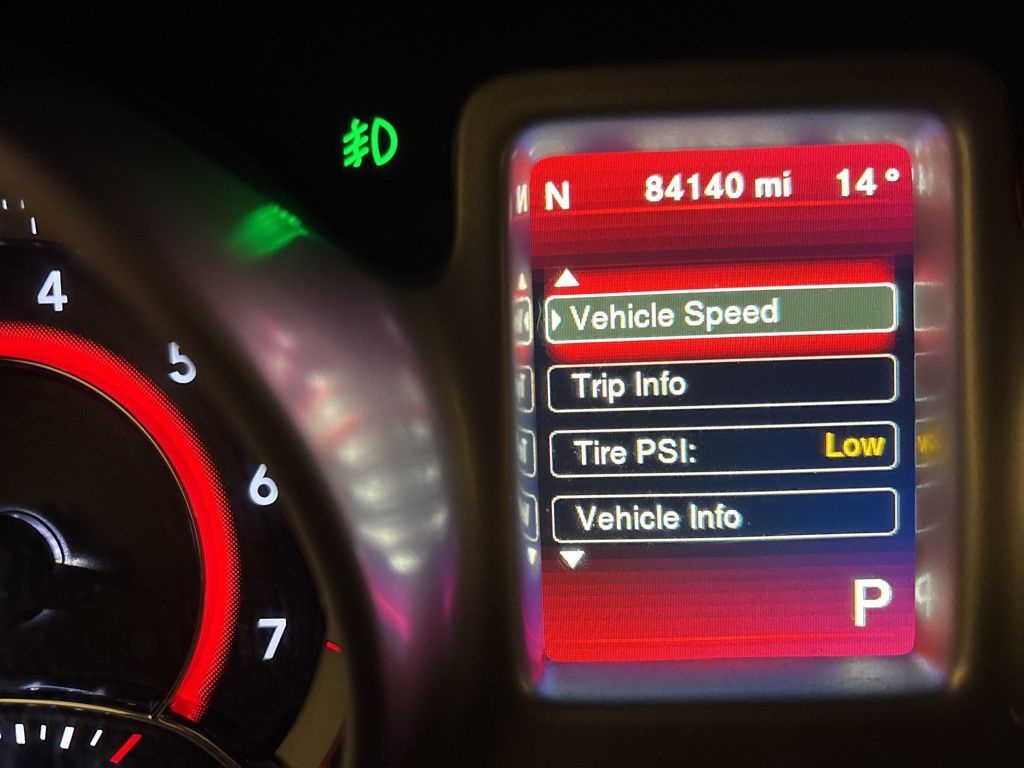 N 84140 mi 14°
Vehicle Speed
Trip Info
Tire PSI: Low
Vehicle Info
P
4
5
6
7